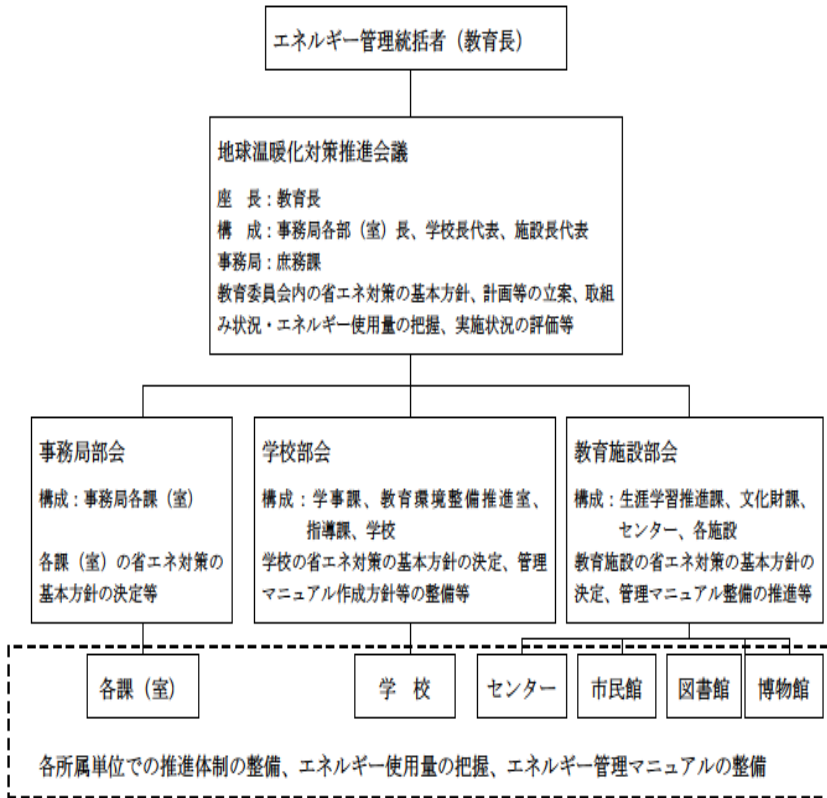 エネルギー管理統括者（教育長）
地球温暖化対策推進会議
座　長：教育長
構　成：事務局各部（室）長、学校長代表、施設長代表
事務局：庶務課
教育委員会内の省エネ対策の基本方針、計画等の立案、取組
み状況・エネルギー使用量の把握、実施状況の評価等
事務局部会
構成：事務局各課（室）
各課（室）の省エネ対策の
基本方針の決定等
学校部会
構成：学事課、教育環境整備推進室、
指導課、学校
学校の省エネ対策の基本方針の決定、管理
マニュアル作成方針等の整備等
教育施設部会
構成：生涯学習推進課、文化財課、
センター、各施設
教育施設の省エネ対策の基本方針の
決定、管理マニュアル整備の推進等
各課（室）
学　校
センター
市民館
図書館
博物館
各所属単位での推進体制の整備、エネルギー使用量の把握、エネルギー管理マニュアルの整備